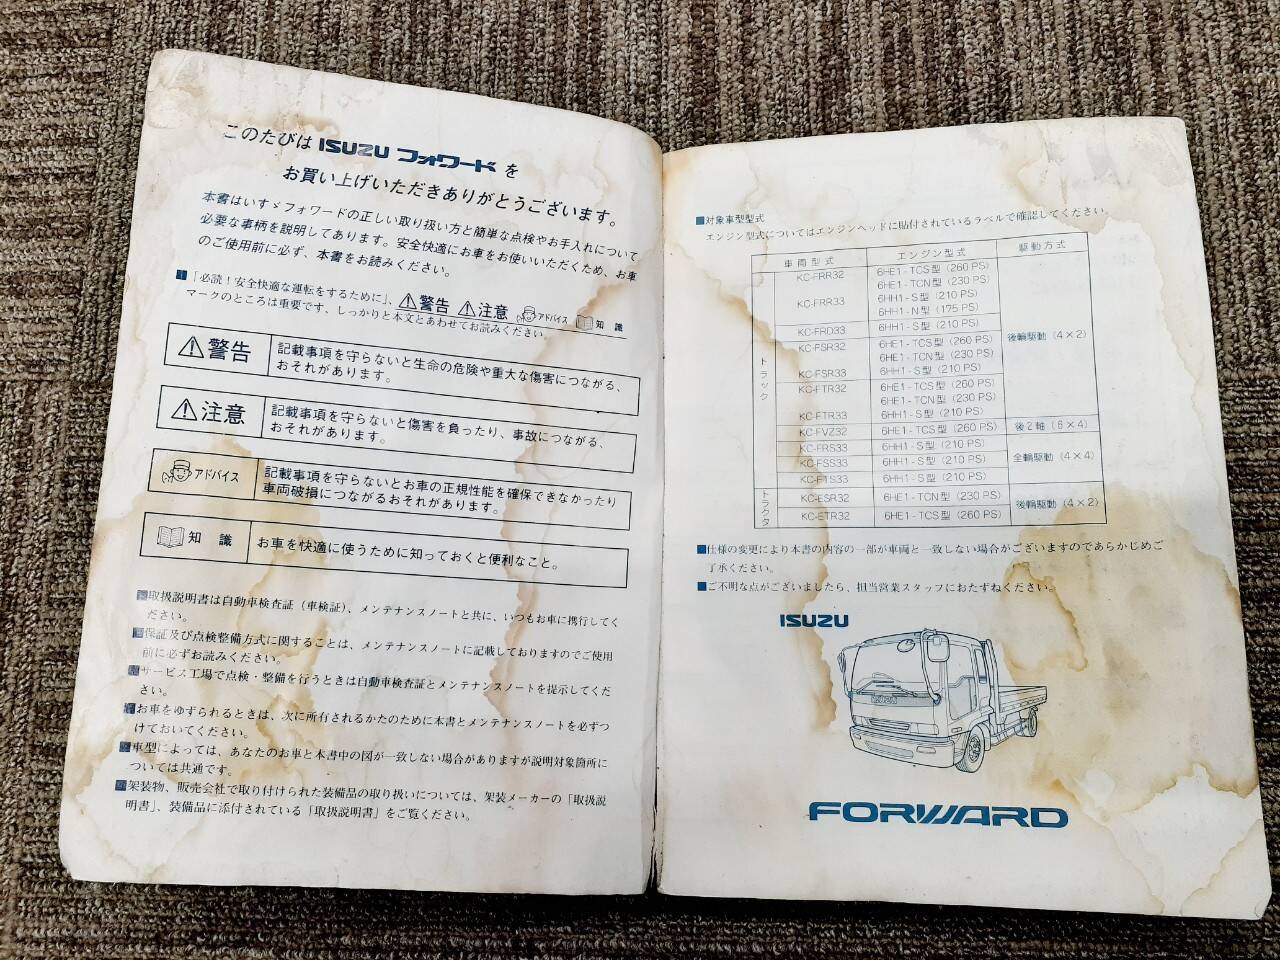 このたびは ISUZU フォワード を
お買い上げいただきありがとうございます。
本書はいすゞフォワードの正しい取り扱い方と簡単な点検やお手入れについて
必要な事柄を説明してあります。安全快適にお車をお使いいただくため、お車
のご使用前に必ず、本書をお読みください。
■「必読！安全快適な運転をするために」、⚠警告 ⚠注意 アドバイス 知識
マークのところは重要です、しっかりと本文とあわせてお読みください。
⚠警告 記載事項を守らないと生命の危険や重大な傷害につながる、
おそれがあります。
⚠注意 記載事項を守らないと傷害を負ったり、事故につながる、
おそれがあります。
アドバイス 記載事項を守らないとお車の正規性能を確保できなかったり
車両破損につながるおそれがあります。
知 識 お車を快適に使うために知っておくと便利なこと。
■取扱説明書は自動車検査証（車検証）、メンテナンスノートと共に、いつもお車に携行してく
ださい。
■保証及び点検整備方式に関することは、メンテナンスノートに記載しておりますのでご使用
前に必ずお読みください。
■サービス工場で点検・整備を行うときは自動車検査証とメンテナンスノートを提示してくだ
さい。
■お車をゆずられるときは、次に所有されるかたのために本書とメンテナンスノートを必ずつ
けておいてください。
■車型によっては、あなたのお車と本書中の図が一致しない場合がありますが説明対象箇所に
ついては共通です。
■架装物、販売会社で取り付けられた装備品の取り扱いについては、架装メーカーの「取扱説
明書」、装備品に添付されている「取扱説明書」をご覧ください。
■対象車型型式
エンジン型式についてはエンジンヘッドに貼付されているラベルで確認してください。
車両型式 エンジン型式 駆動方式
トラック
KC-FRR32 6HE1-TCS型（260 PS）
6HE1-TCN型（230 PS）
KC-FRR33 6HH1-S型（210 PS）
6HH1-N型（175 PS）
KC-FRD33 6HH1-S型（210 PS）
KC-FSR32 6HE1-TCS型（260 PS） 後輪駆動（4×2）
6HE1-TCN型（230 PS）
KC-FSR33 6HH1-S型（210 PS）
KC-FTR32 6HE1-TCS型（260 PS）
6HE1-TCN型（230 PS）
KC-FTR33 6HH1-S型（210 PS）
KC-FVZ32 6HE1-TCS型（260 PS） 後2軸（6×4）
KC-FRS33 6HH1-S型（210 PS）
KC-FSS33 6HH1-S型（210 PS） 全輪駆動（4×4）
KC-FTS33 6HH1-S型（210 PS）
トラクタ
KC-ESR32 6HE1-TCN型（230 PS） 後輪駆動（4×2）
KC-ETR32 6HE1-TCS型（260 PS）
■仕様の変更により本書の内容の一部が車両と一致しない場合がございますのであらかじめご
了承ください。
■ご不明な点がございましたら、担当営業スタッフにおたずねください。
ISUZU
ISUZU
FORWARD